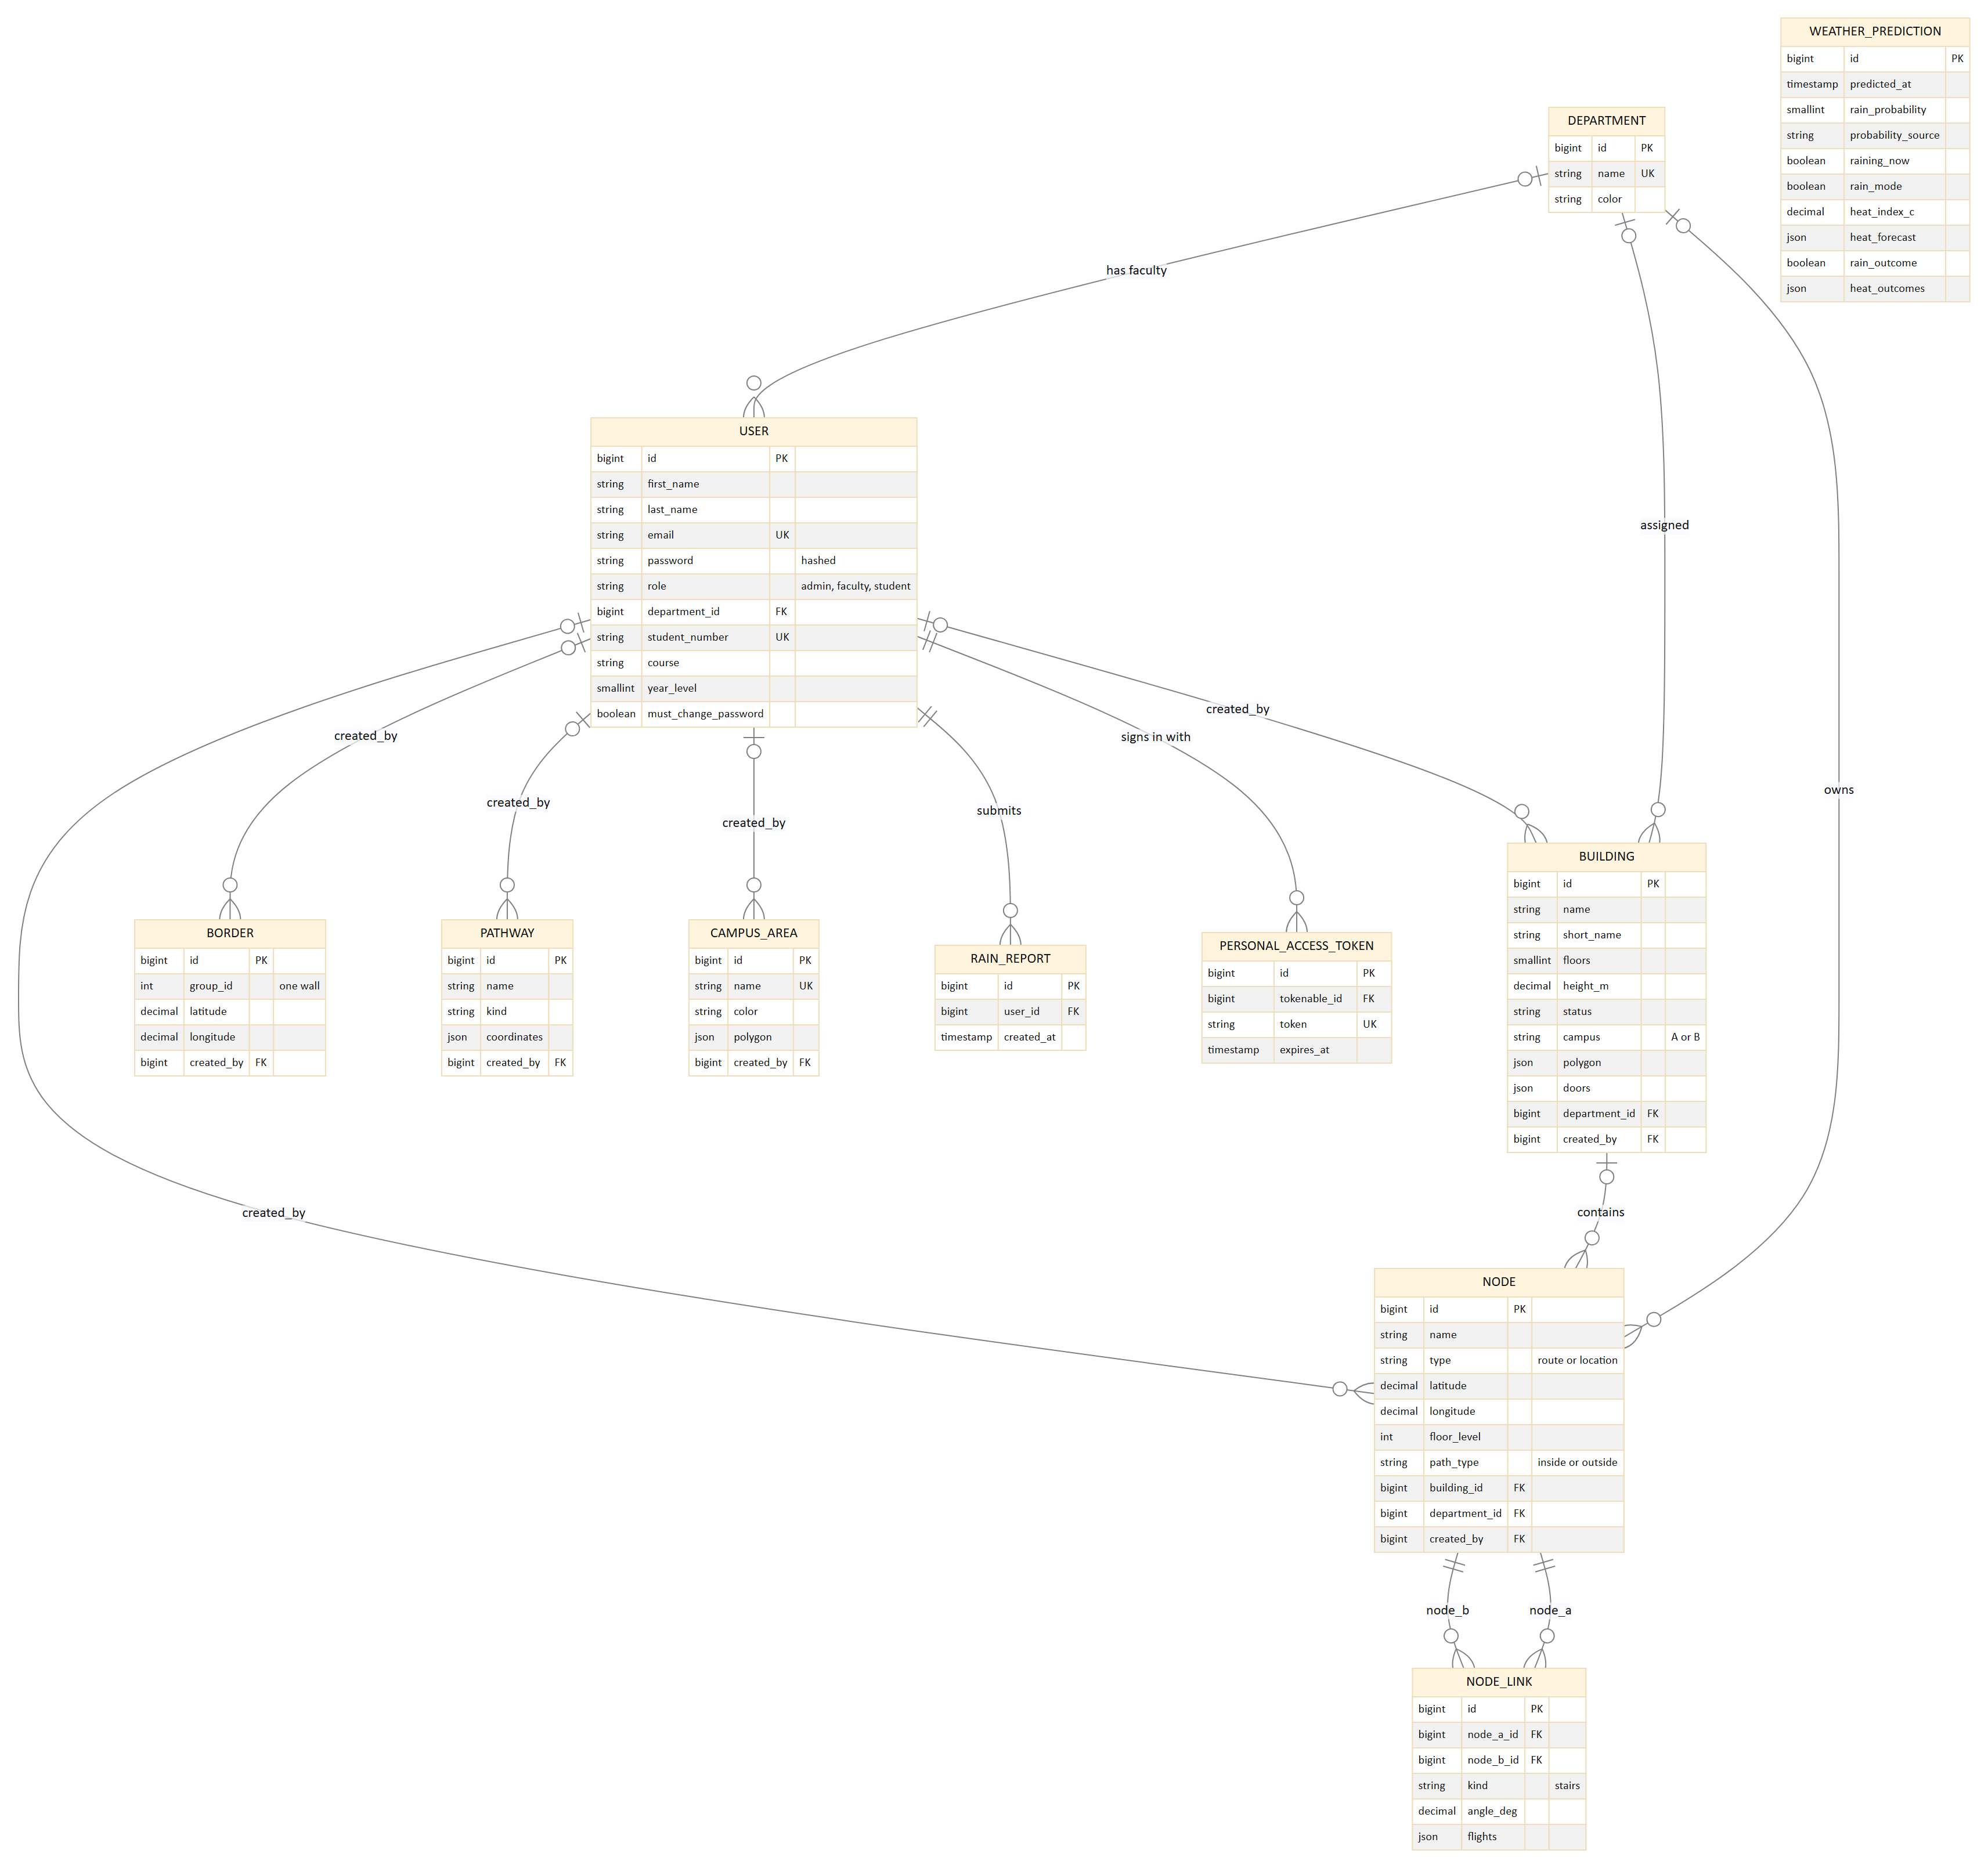 WEATHER_PREDICTION
bigint id PK
timestamp predicted_at
smallint rain_probability
string probability_source
boolean raining_now
boolean rain_mode
decimal heat_index_c
json heat_forecast
boolean rain_outcome
json heat_outcomes
DEPARTMENT
bigint id PK
string name UK
string color
has faculty
USER
bigint id PK
string first_name
string last_name
string email UK
string password hashed
string role admin, faculty, student
bigint department_id FK
string student_number UK
string course
smallint year_level
boolean must_change_password
assigned
owns
created_by
created_by
created_by
submits
signs in with
created_by
BORDER
bigint id PK
int group_id one wall
decimal latitude
decimal longitude
bigint created_by FK
PATHWAY
bigint id PK
string name
string kind
json coordinates
bigint created_by FK
CAMPUS_AREA
bigint id PK
string name UK
string color
json polygon
bigint created_by FK
RAIN_REPORT
bigint id PK
bigint user_id FK
timestamp created_at
PERSONAL_ACCESS_TOKEN
bigint id PK
bigint tokenable_id FK
string token UK
timestamp expires_at
BUILDING
bigint id PK
string name
string short_name
smallint floors
decimal height_m
string status
string campus A or B
json polygon
json doors
bigint department_id FK
bigint created_by FK
created_by
contains
NODE
bigint id PK
string name
string type route or location
decimal latitude
decimal longitude
int floor_level
string path_type inside or outside
bigint building_id FK
bigint department_id FK
bigint created_by FK
node_b
node_a
NODE_LINK
bigint id PK
bigint node_a_id FK
bigint node_b_id FK
string kind stairs
decimal angle_deg
json flights